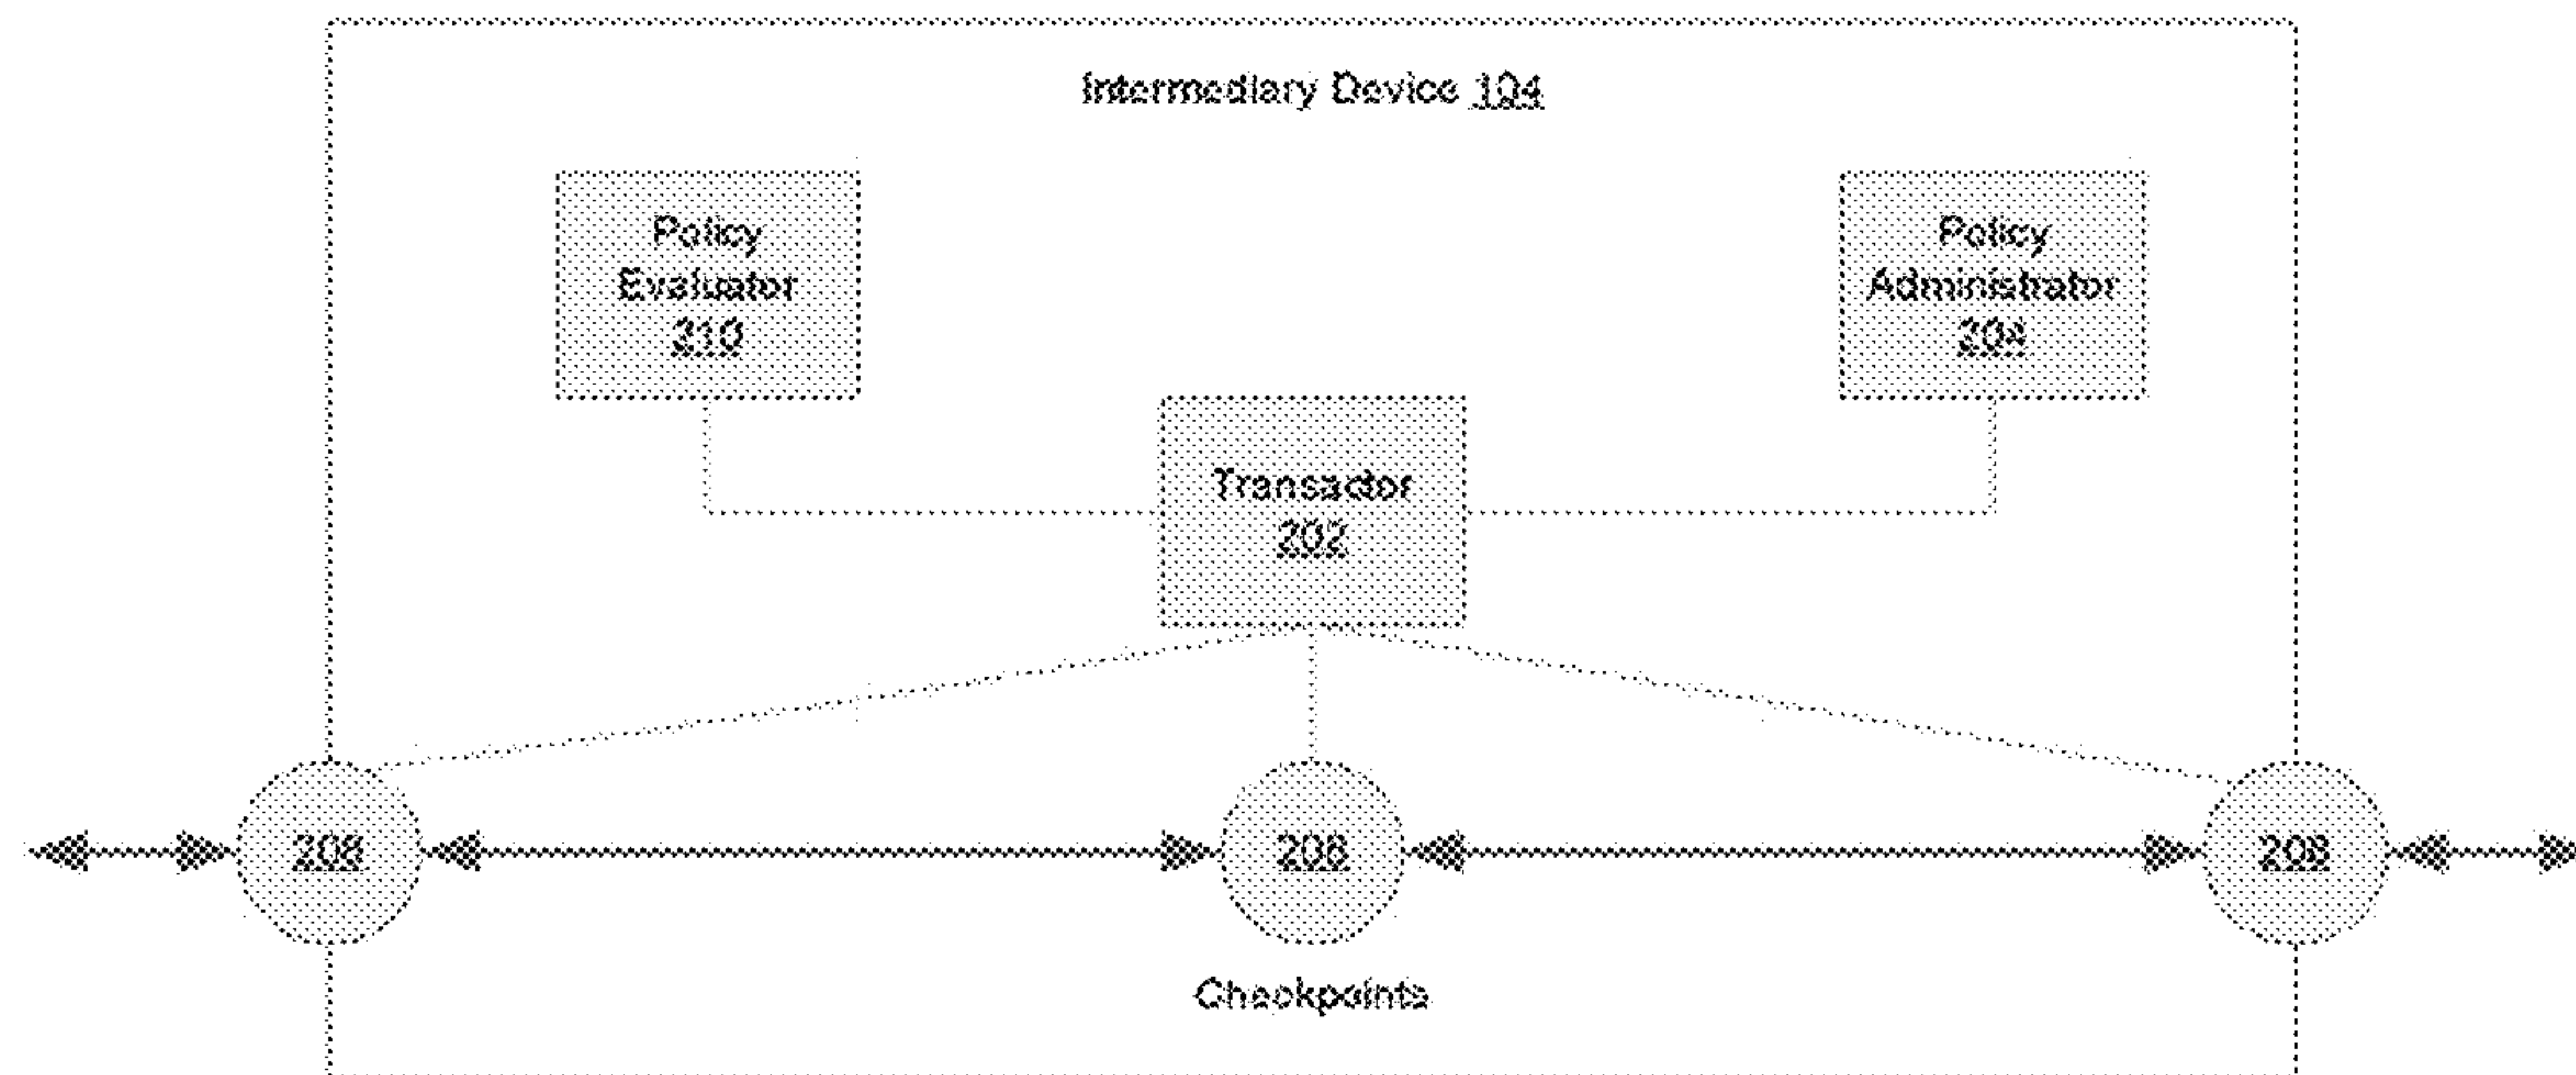 Intermediary Device 104
Policy
Evaluator
210
Policy
Administrator
204
Transactor
202
208
206
208
Checkpoints